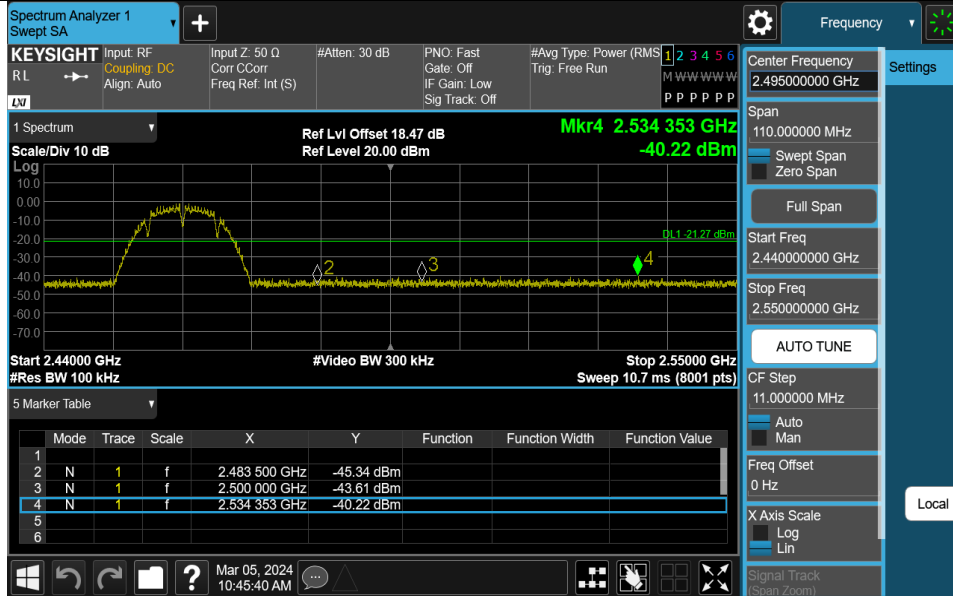 Spectrum Analyzer 1
Swept SA
+
Frequency
KEYSIGHT
R L
LXI
Input: RF
Coupling: DC
Align: Auto
Input Z: 50 Ω
Corr CCorr
Freq Ref: Int (S)
#Atten: 30 dB
PNO: Fast
Gate: Off
IF Gain: Low
Sig Track: Off
#Avg Type: Power (RMS
Trig: Free Run
1 2 3 4 5 6
M W W W W W
P P P P P P
1 Spectrum
Scale/Div 10 dB
Ref Lvl Offset 18.47 dB
Ref Level 20.00 dBm
Mkr4 2.534 353 GHz
-40.22 dBm
Log
10.0
0.00
-10.0
-20.0
-30.0
-40.0
-50.0
-60.0
-70.0
DL1 -21.27 dBm
2
3
4
Start 2.44000 GHz
#Video BW 300 kHz
Stop 2.55000 GHz
#Res BW 100 kHz
Sweep 10.7 ms (8001 pts)
5 Marker Table
Mode Trace Scale X Y Function Function Width Function Value
1
2 N 1 f 2.483 500 GHz -45.34 dBm
3 N 1 f 2.500 000 GHz -43.61 dBm
4 N 1 f 2.534 353 GHz -40.22 dBm
5
6
?
Mar 05, 2024
10:45:40 AM
Center Frequency
2.495000000 GHz
Span
110.000000 MHz
Swept Span
Zero Span
Full Span
Start Freq
2.440000000 GHz
Stop Freq
2.550000000 GHz
AUTO TUNE
CF Step
11.000000 MHz
Auto
Man
Freq Offset
0 Hz
X Axis Scale
Log
Lin
Signal Track
(Span Zoom)
Settings
Local